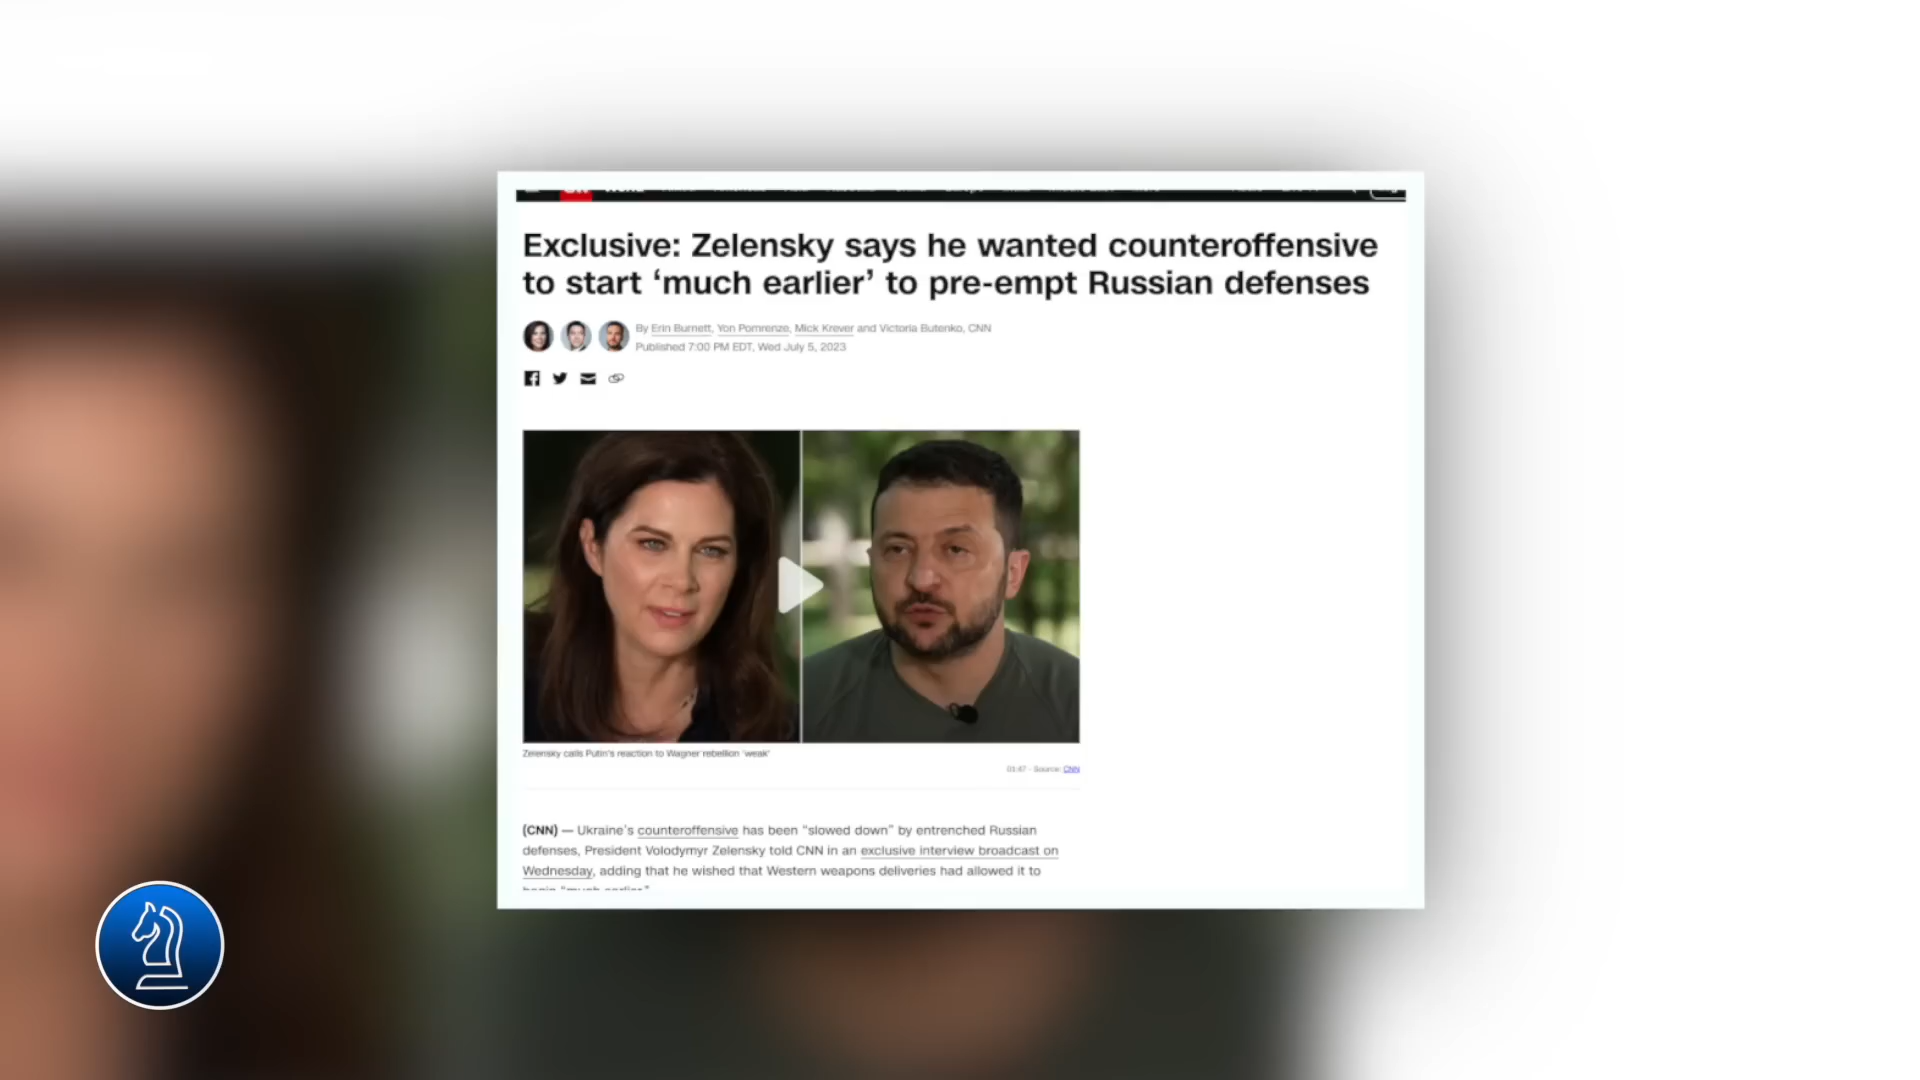 Exclusive: Zelensky says he wanted counteroffensive
to start ‘much earlier’ to pre-empt Russian defenses
By Erin Burnett, Yon Pomrenze, Mick Krever and Victoria Butenko, CNN
Published 7:00 PM EDT, Wed July 5, 2023
Zelensky calls Putin's reaction to Wagner rebellion 'weak'
01:47 - Source: CNN
(CNN) — Ukraine’s counteroffensive has been “slowed down” by entrenched Russian
defenses, President Volodymyr Zelensky told CNN in an exclusive interview broadcast on
Wednesday, adding that he wished that Western weapons deliveries had allowed it to